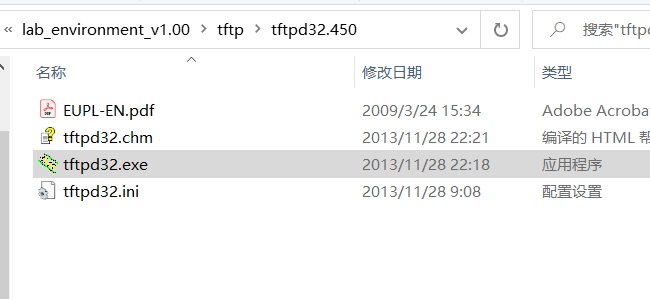 « lab_environment_v1.00 › tftp › tftpd32.450 搜索"tftpd
名称 修改日期 类型
EUPL-EN.pdf 2009/3/24 15:34 Adobe Acroba
tftpd32.chm 2013/11/28 22:21 编译的 HTML 帮
tftpd32.exe 2013/11/28 22:18 应用程序
tftpd32.ini 2013/11/28 9:08 配置设置